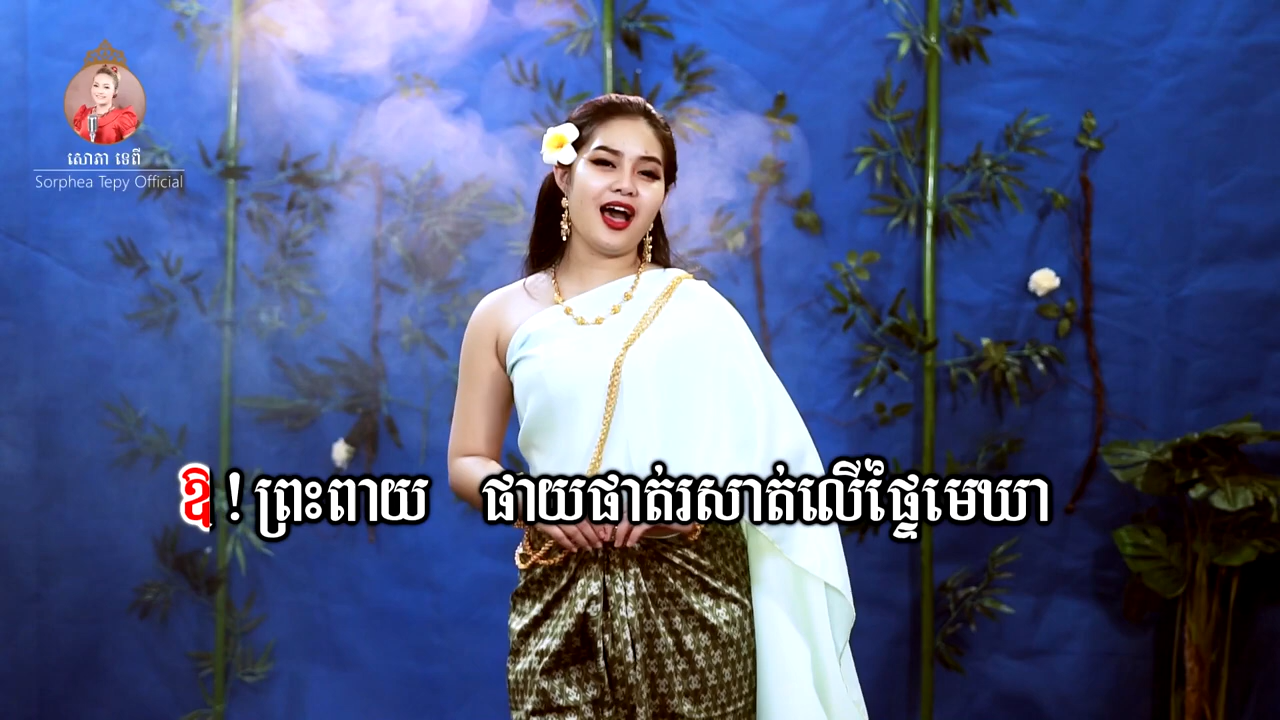 សោភា ទេពី
Sorphea Tepy Official
ឱ ! ព្រះពាយ ផាយផាត់រសាត់លើផ្ទៃមេឃា